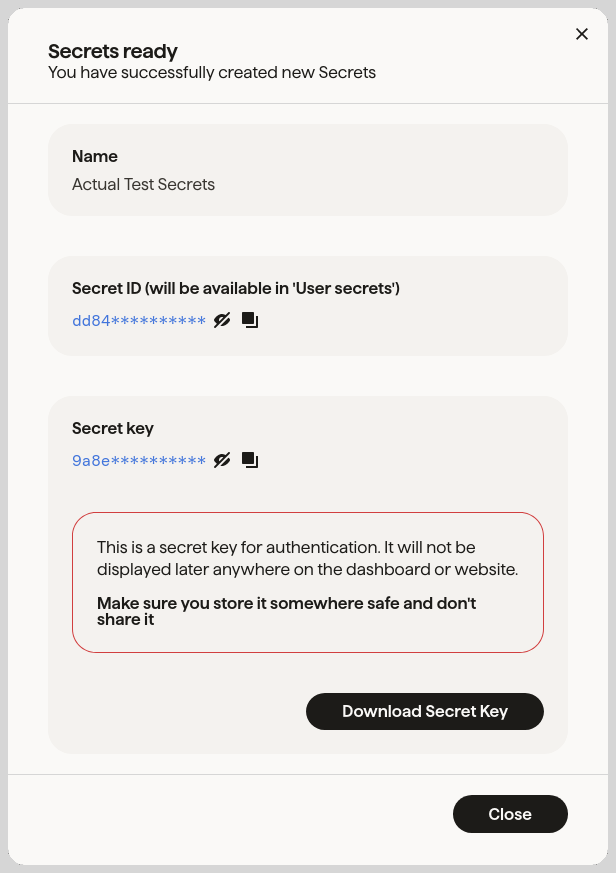 Secrets ready
You have successfully created new Secrets
Name
Actual Test Secrets
Secret ID (will be available in 'User secrets')
dd84**********
Secret key
9a8e**********
This is a secret key for authentication. It will not be
displayed later anywhere on the dashboard or website.
Make sure you store it somewhere safe and don't
share it
Download Secret Key
Close